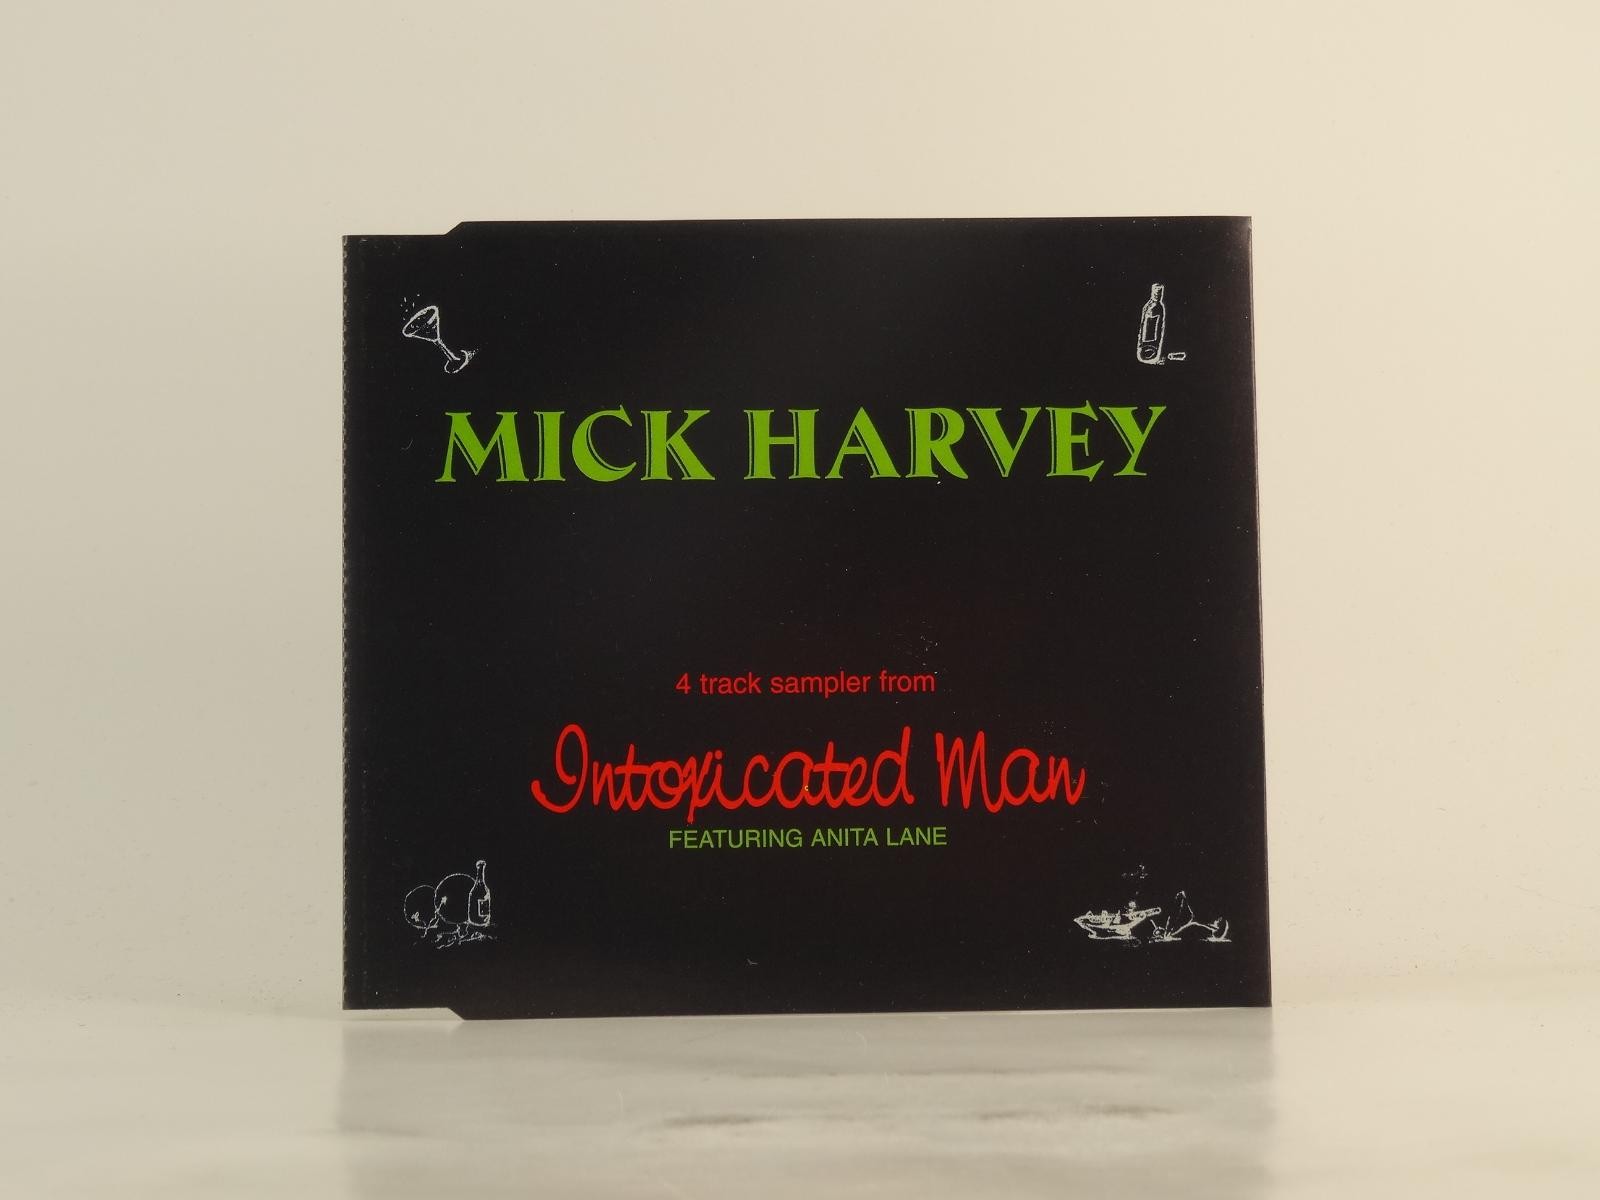 MICK HARVEY
4 track sampler from
Intoxicated Man
FEATURING ANITA LANE